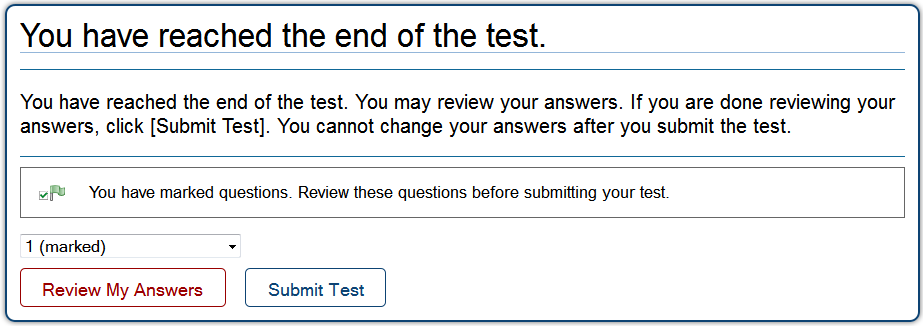 You have reached the end of the test.
You have reached the end of the test. You may review your answers. If you are done reviewing your
answers, click [Submit Test]. You cannot change your answers after you submit the test.
You have marked questions. Review these questions before submitting your test.
1 (marked)
Review My Answers
Submit Test